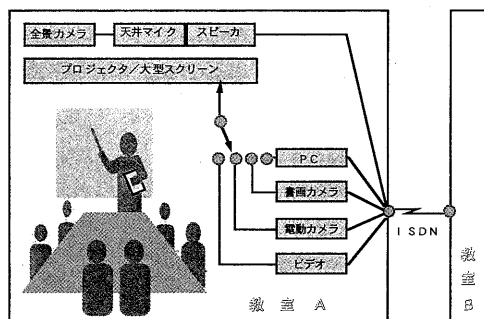 全景カメラ 天井マイク スピーカ
プロジェクタ/大型スクリーン
PC
書画カメラ
電動カメラ
ISDN
ビデオ
教室A
教室B